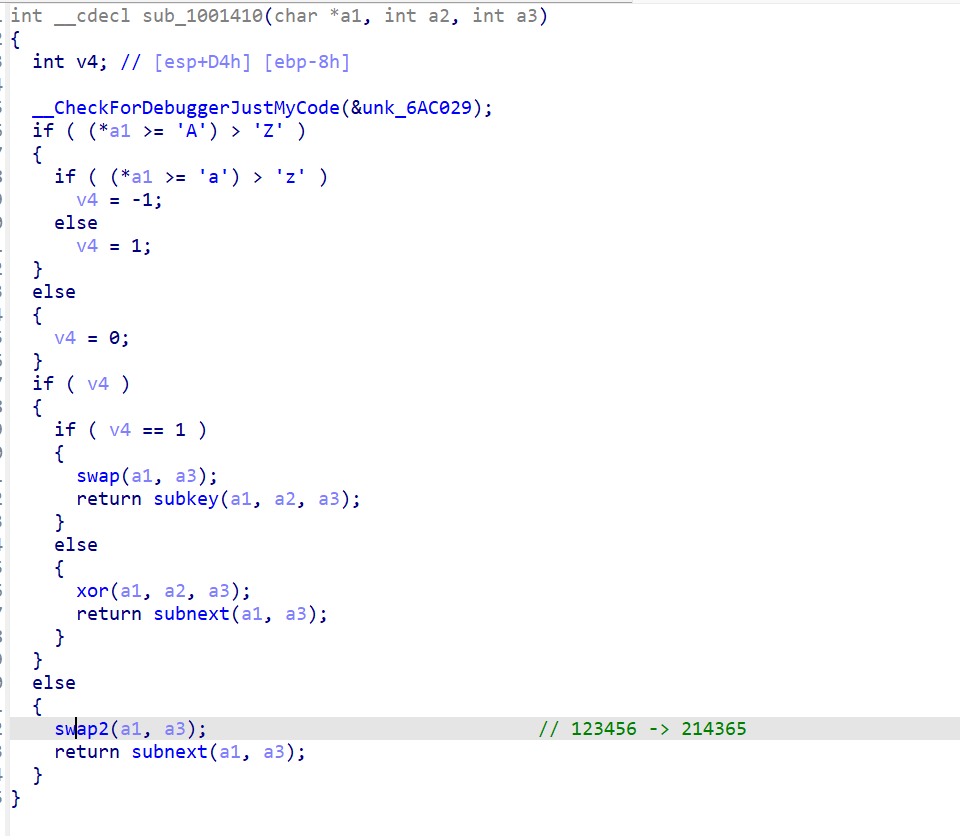 int __cdecl sub_1001410(char *a1, int a2, int a3)
{
  int v4; // [esp+D4h] [ebp-8h]

  __CheckForDebuggerJustMyCode(&unk_6AC029);
  if ( (*a1 >= 'A') > 'Z' )
  {
    if ( (*a1 >= 'a') > 'z' )
      v4 = -1;
    else
      v4 = 1;
  }
  else
  {
    v4 = 0;
  }
  if ( v4 )
  {
    if ( v4 == 1 )
    {
      swap(a1, a3);
      return subkey(a1, a2, a3);
    }
    else
    {
      xor(a1, a2, a3);
      return subnext(a1, a3);
    }
  }
  else
  {
    swap2(a1, a3);                              // 123456 -> 214365
    return subnext(a1, a3);
  }
}